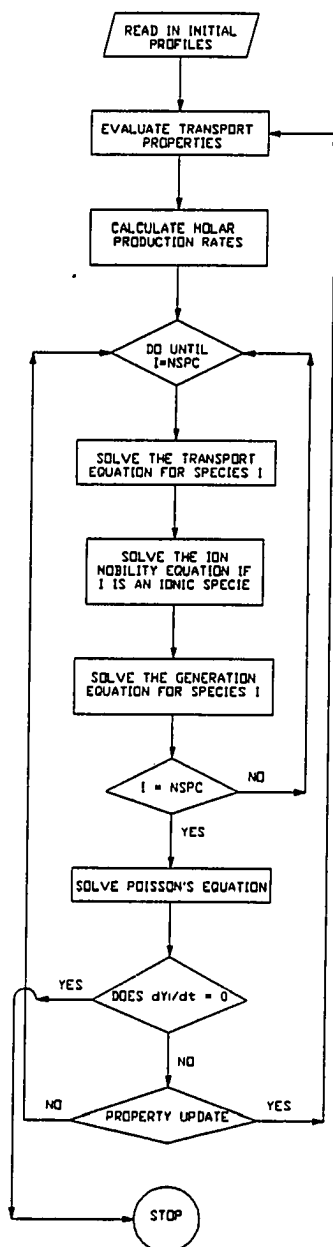 READ IN INITIAL
PROFILES
EVALUATE TRANSPORT
PROPERTIES
CALCULATE MOLAR
PRODUCTION RATES
DO UNTIL
I=NSPC
SOLVE THE TRANSPORT
EQUATION FOR SPECIES I
SOLVE THE ION
MOBILITY EQUATION IF
I IS AN IONIC SPECIE
SOLVE THE GENERATION
EQUATION FOR SPECIES I
I = NSPC
NO
YES
SOLVE POISSON'S EQUATION
YES
DOES dYi/dt = 0
NO
NO
PROPERTY UPDATE
YES
STOP